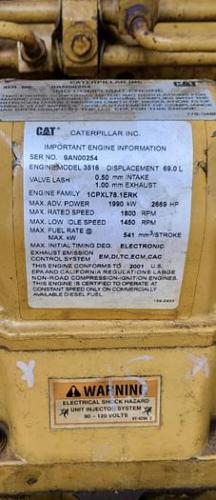 CATERPILLAR INC.
CAT
SER NO. 9AN00254
CAT CATERPILLAR INC.
IMPORTANT ENGINE INFORMATION
SER NO. 9AN00254
ENGINE MODEL 3516 DISPLACEMENT 69.0 L
VALVE LASH 0.50 mm INTAKE
1.00 mm EXHAUST
ENGINE FAMILY 1CPXL78.1ERK
MAX. ADV. POWER 1990 kW 2669 HP
MAX. RATED SPEED 1800 RPM
MAX. LOW IDLE SPEED 1450 RPM
MAX. FUEL RATE @ 541 mm³/STROKE
MAX. kW
MAX. INITIAL TIMING DEG. ELECTRONIC
EXHAUST EMISSION
CONTROL SYSTEM EM,DI,TC,ECM,CAC
THIS ENGINE CONFORMS TO 2001 U.S.
EPA AND CALIFORNIA REGULATIONS LARGE
NON-ROAD COMPRESSION-IGNITION ENGINES.
THIS ENGINE IS CERTIFIED TO OPERATE AT
CONSTANT SPEED ONLY OR COMMERCIALLY
WARNING
ELECTRICAL SHOCK HAZARD
UNIT INJECTOR SYSTEM
90 - 120 VOLTS